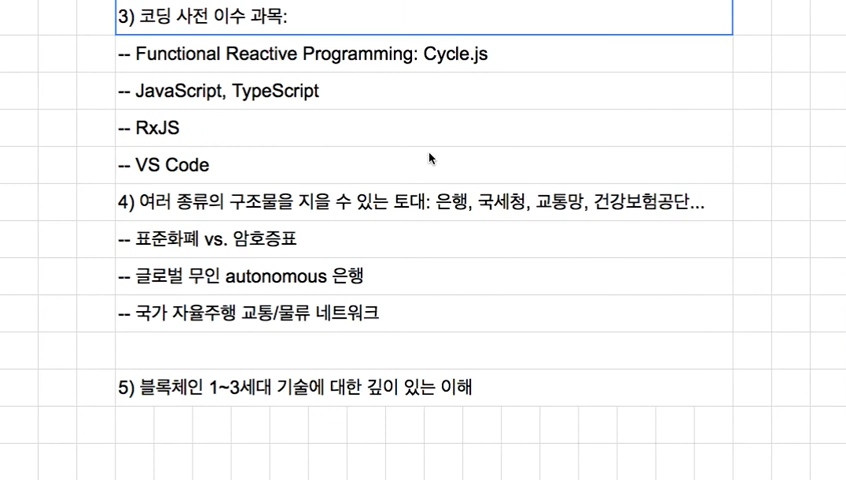 3) 코딩 사전 이수 과목:
-- Functional Reactive Programming: Cycle.js
-- JavaScript, TypeScript
-- RxJS
-- VS Code
4) 여러 종류의 구조물을 지을 수 있는 토대: 은행, 국세청, 교통망, 건강보험공단...
-- 표준화폐 vs. 암호증표
-- 글로벌 무인 autonomous 은행
-- 국가 자율주행 교통/물류 네트워크
5) 블록체인 1~3세대 기술에 대한 깊이 있는 이해